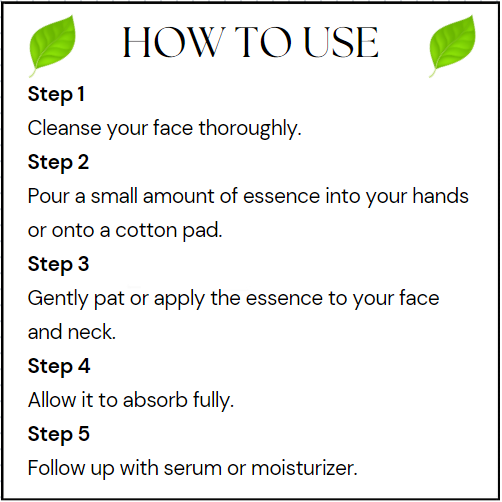 HOW TO USE
Step 1
Cleanse your face thoroughly.
Step 2
Pour a small amount of essence into your hands
or onto a cotton pad.
Step 3
Gently pat or apply the essence to your face
and neck.
Step 4
Allow it to absorb fully.
Step 5
Follow up with serum or moisturizer.